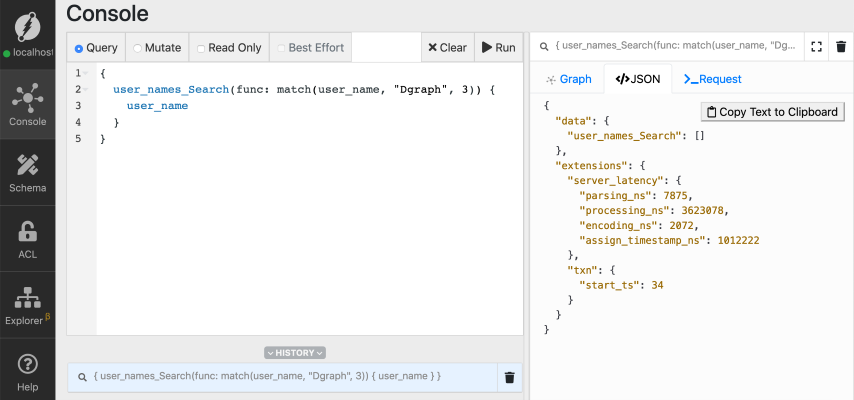 Console
localhost
Console
Schema
ACL
Explorer β
Help
Query Mutate Read Only Best Effort Clear Run
1 {
2 user_names_Search(func: match(user_name, "Dgraph", 3)) {
3 user_name
4 }
5 }
HISTORY
{ user_names_Search(func: match(user_name, "Dgraph", 3)) { user_name } }
{ user_names_Search(func: match(user_name, "Dg...
Graph </>JSON >_Request
Copy Text to Clipboard
{
"data": {
"user_names_Search": []
},
"extensions": {
"server_latency": {
"parsing_ns": 7875,
"processing_ns": 3623078,
"encoding_ns": 2072,
"assign_timestamp_ns": 1012222
},
"txn": {
"start_ts": 34
}
}
}